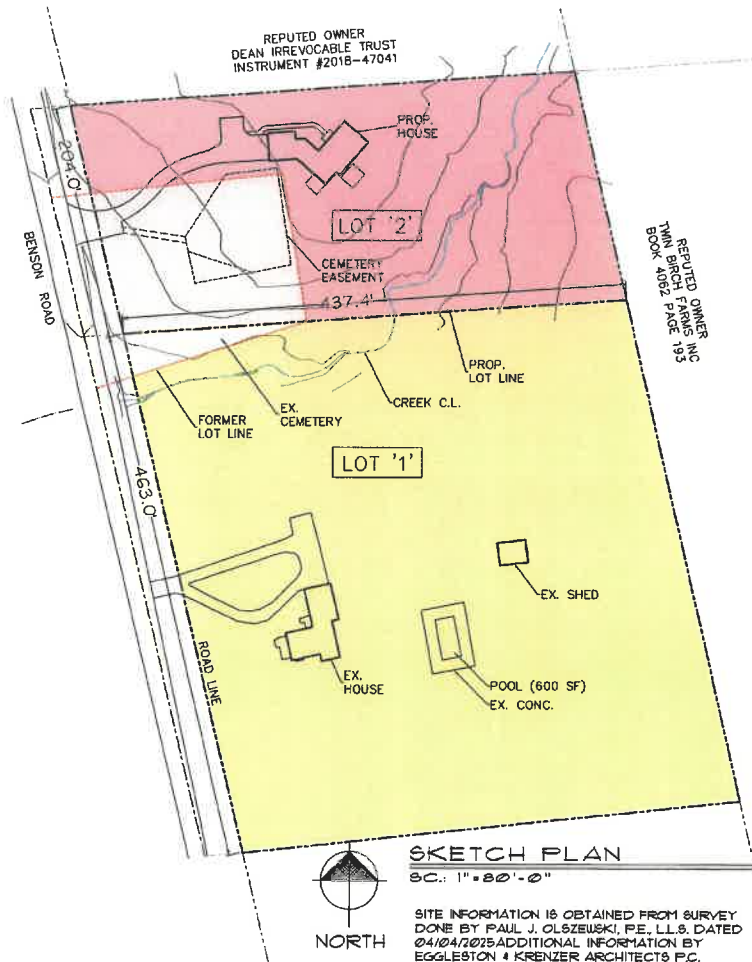 REPUTED OWNER
DEAN IRREVOCABLE TRUST
INSTRUMENT #2018-47041
PROP.
HOUSE
204.0'
LOT '2'
BENSON ROAD
CEMETERY
EASEMENT
REPUTED OWNER
TWIN BIRCH FARMS INC
BOOK 4062 PAGE 193
437.4'
PROP.
LOT LINE
CREEK C.L.
EX.
CEMETERY
FORMER
LOT LINE
LOT '1'
463.0'
EX. SHED
ROAD LINE
EX.
HOUSE
POOL (600 SF)
EX. CONC.
NORTH
SKETCH PLAN
SC.: 1"=80'-0"
SITE INFORMATION IS OBTAINED FROM SURVEY
DONE BY PAUL J. OLSZEWSKI, P.E., L.L.S. DATED
04/04/2025 ADDITIONAL INFORMATION BY
EGGLESTON & KRENZER ARCHITECTS P.C.